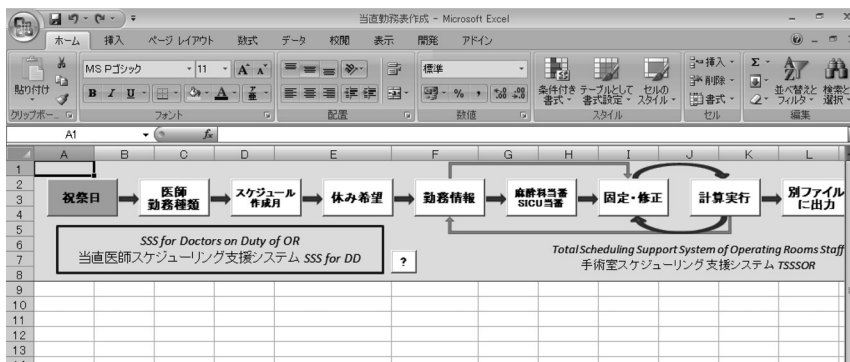 当直勤務表作成 - Microsoft Excel
ホーム 挿入 ページ レイアウト 数式 データ 校閲 表示 開発 アドイン
貼り付け
MS Pゴシック 11 A A
B I U A
標準
% , .00
条件付き書式 テーブルとして書式設定 セルのスタイル
挿入
削除
書式
Σ
並べ替えとフィルタ 検索と選択
クリップボー... フォント 配置 数値 スタイル セル 編集
A1 fx
A B C D E F G H I J K L
1
2
3
4
5
6
7
8
9
10
11
12
13
祝祭日
医師
勤務種類
スケジュール
作成月
休み希望
勤務情報
麻酔科当番
SICU当番
固定・修正
計算実行
別ファイル
に出力
SSS for Doctors on Duty of OR
当直医師スケジューリング支援システム SSS for DD
?
Total Scheduling Support System of Operating Rooms Staff
手術室スケジューリング支援システム TSSSOR